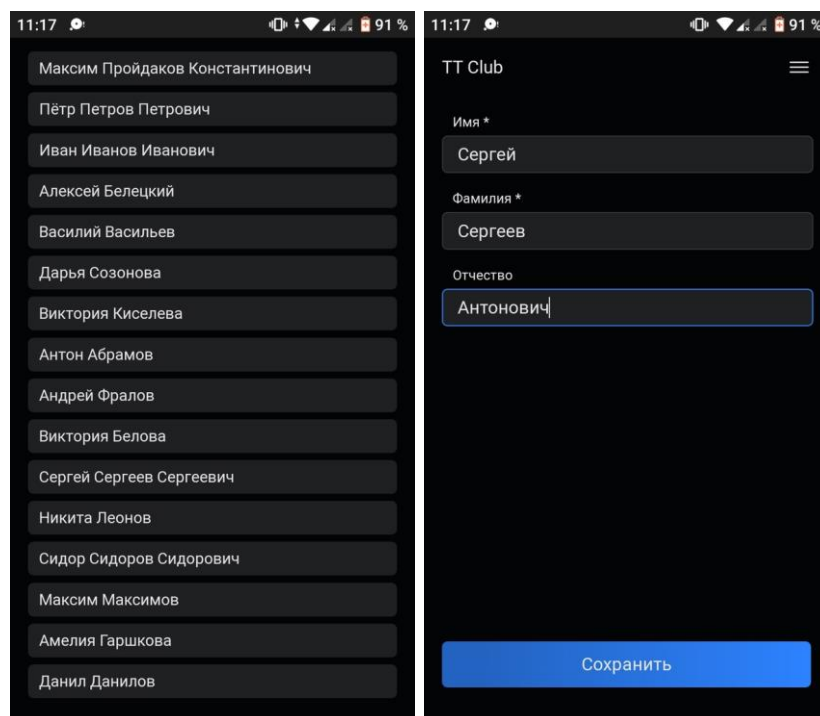 11:17
91 %
Максим Пройдаков Константинович
Пётр Петров Петрович
Иван Иванов Иванович
Алексей Белецкий
Василий Васильев
Дарья Созонова
Виктория Киселева
Антон Абрамов
Андрей Фралов
Виктория Белова
Сергей Сергеев Сергеевич
Никита Леонов
Сидор Сидоров Сидорович
Максим Максимов
Амелия Гаршкова
Данил Данилов
11:17
91 %
TT Club
Имя *
Сергей
Фамилия *
Сергеев
Отчество
Антонович
Сохранить